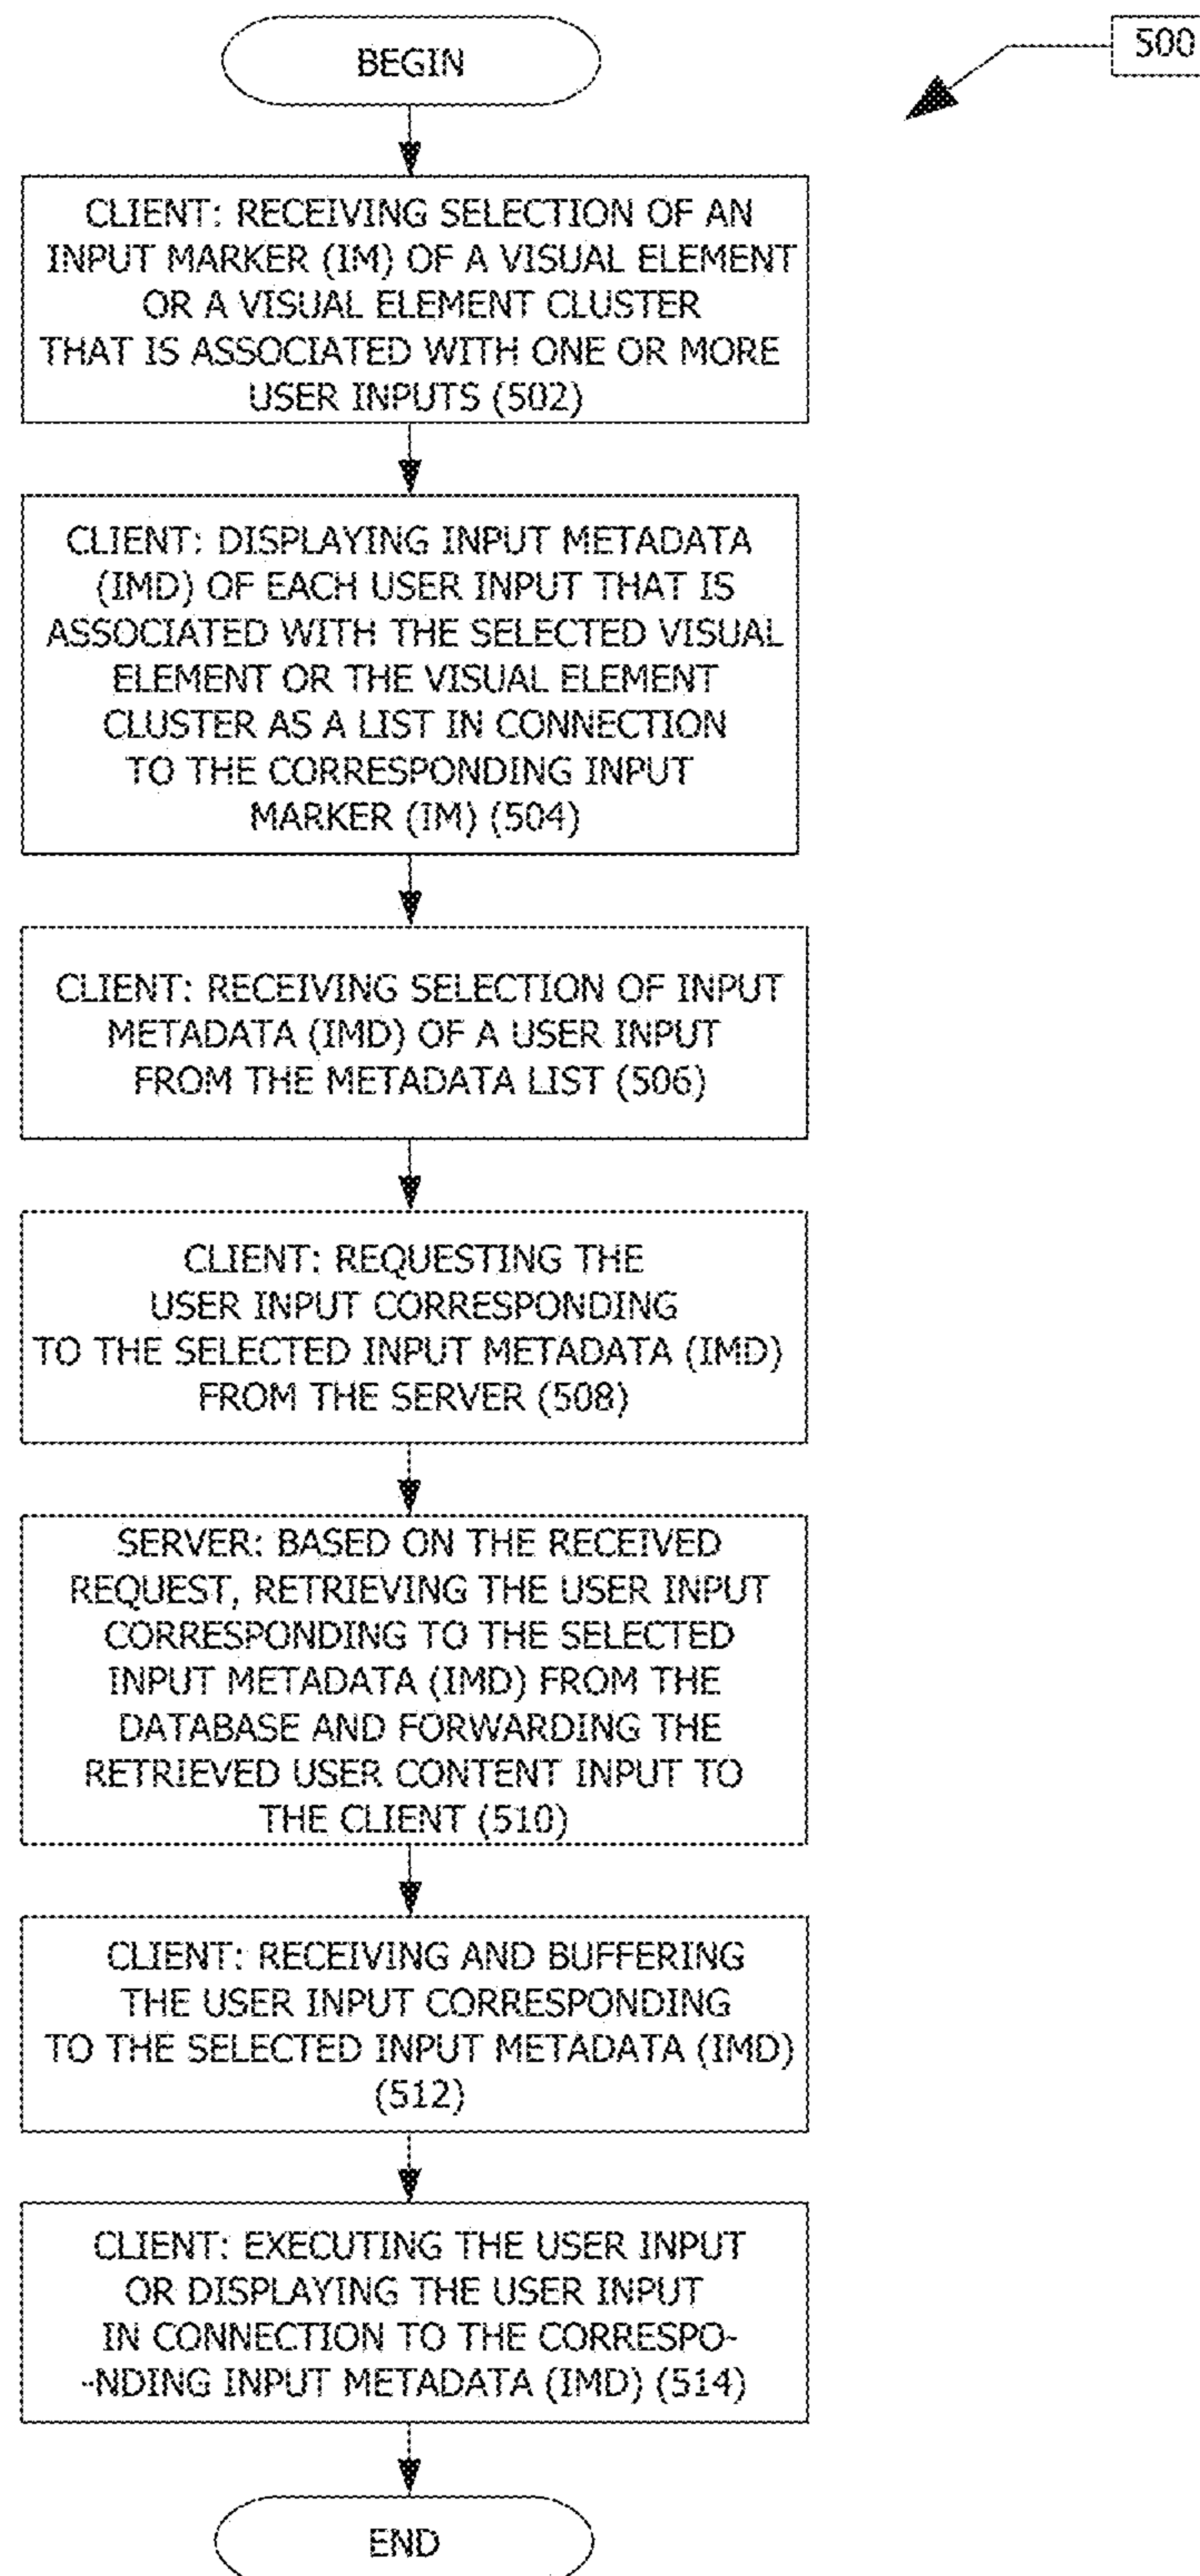 BEGIN
500
CLIENT: RECEIVING SELECTION OF AN
INPUT MARKER (IM) OF A VISUAL ELEMENT
OR A VISUAL ELEMENT CLUSTER
THAT IS ASSOCIATED WITH ONE OR MORE
USER INPUTS (502)
CLIENT: DISPLAYING INPUT METADATA
(IMD) OF EACH USER INPUT THAT IS
ASSOCIATED WITH THE SELECTED VISUAL
ELEMENT OR THE VISUAL ELEMENT
CLUSTER AS A LIST IN CONNECTION
TO THE CORRESPONDING INPUT
MARKER (IM) (504)
CLIENT: RECEIVING SELECTION OF INPUT
METADATA (IMD) OF A USER INPUT
FROM THE METADATA LIST (506)
CLIENT: REQUESTING THE
USER INPUT CORRESPONDING
TO THE SELECTED INPUT METADATA (IMD)
FROM THE SERVER (508)
SERVER: BASED ON THE RECEIVED
REQUEST, RETRIEVING THE USER INPUT
CORRESPONDING TO THE SELECTED
INPUT METADATA (IMD) FROM THE
DATABASE AND FORWARDING THE
RETRIEVED USER CONTENT INPUT TO
THE CLIENT (510)
CLIENT: RECEIVING AND BUFFERING
THE USER INPUT CORRESPONDING
TO THE SELECTED INPUT METADATA (IMD)
(512)
CLIENT: EXECUTING THE USER INPUT
OR DISPLAYING THE USER INPUT
IN CONNECTION TO THE CORRESPO-
-NDING INPUT METADATA (IMD) (514)
END